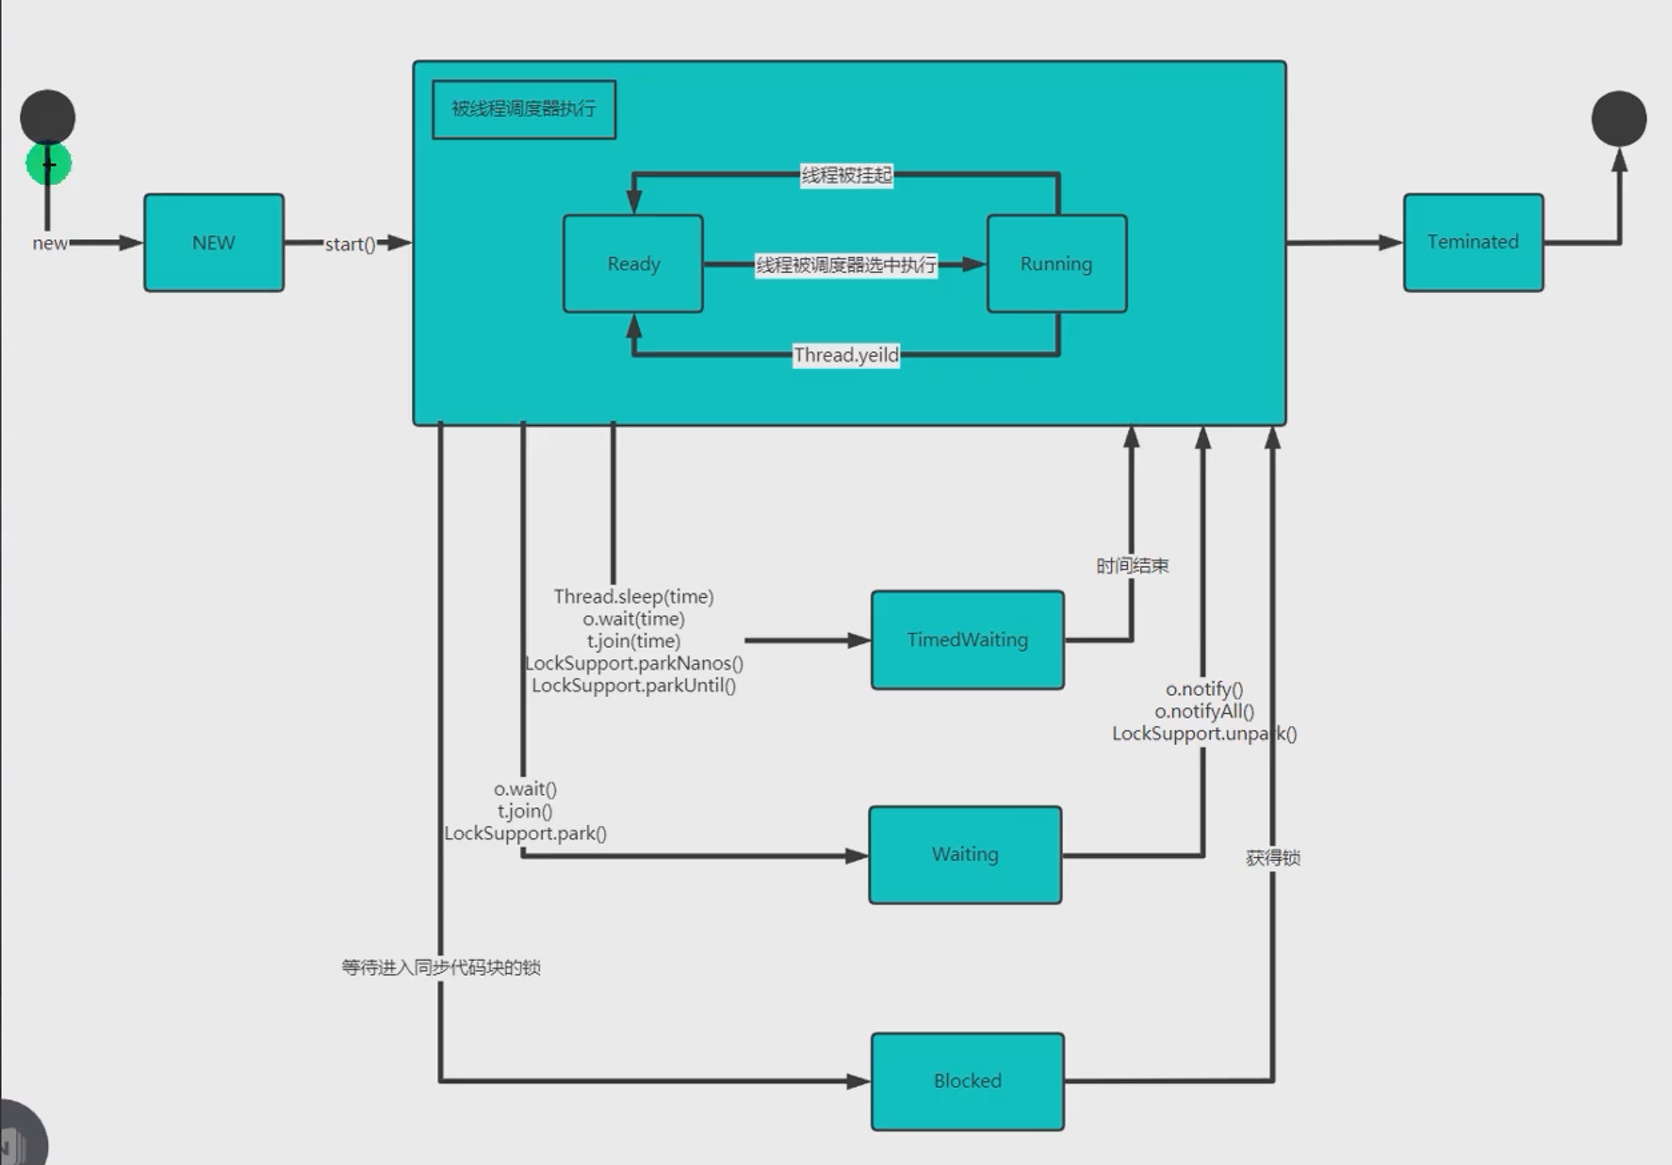 被线程调度器执行
线程被挂起
new
NEW
start()
Ready
线程被调度器选中执行
Running
Teminated
Thread.yeild
时间结束
Thread.sleep(time)
o.wait(time)
t.join(time)
LockSupport.parkNanos()
LockSupport.parkUntil()
TimedWaiting
o.notify()
o.notifyAll()
LockSupport.unpark()
o.wait()
t.join()
LockSupport.park()
Waiting
获得锁
等待进入同步代码块的锁
Blocked